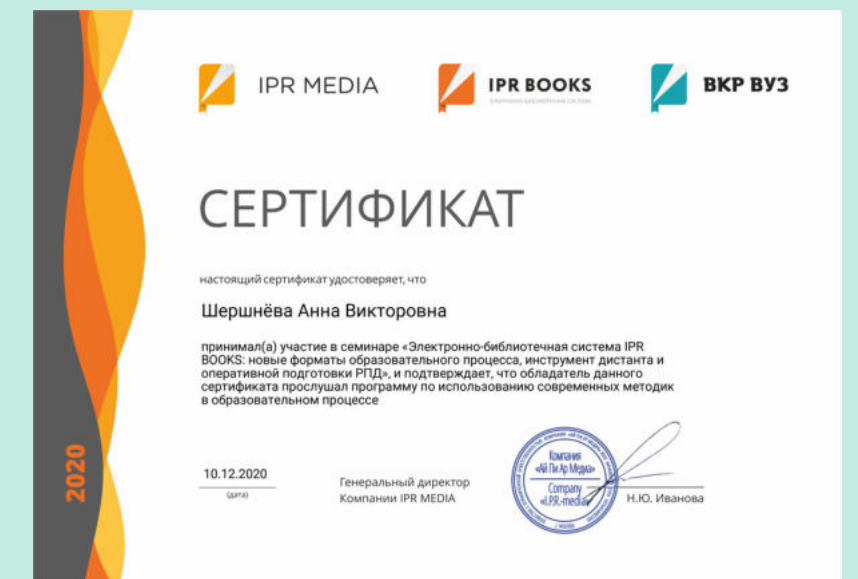 IPR MEDIA
IPR BOOKS
ЭЛЕКТРОННО-БИБЛИОТЕЧНАЯ СИСТЕМА
ВКР ВУЗ
СЕРТИФИКАТ
настоящий сертификат удостоверяет, что
Шершнёва Анна Викторовна
принимал(а) участие в семинаре «Электронно-библиотечная система IPR
BOOKS: новые форматы образовательного процесса, инструмент дистанта и
оперативной подготовки РПД», и подтверждает, что обладатель данного
сертификата прослушал программу по использованию современных методик
в образовательном процессе
2020
10.12.2020
(дата)
Генеральный директор
Компании IPR MEDIA
Компания
«Ай Пи Ар Медиа»
Company
«I.P.R.-media»
Н.Ю. Иванова